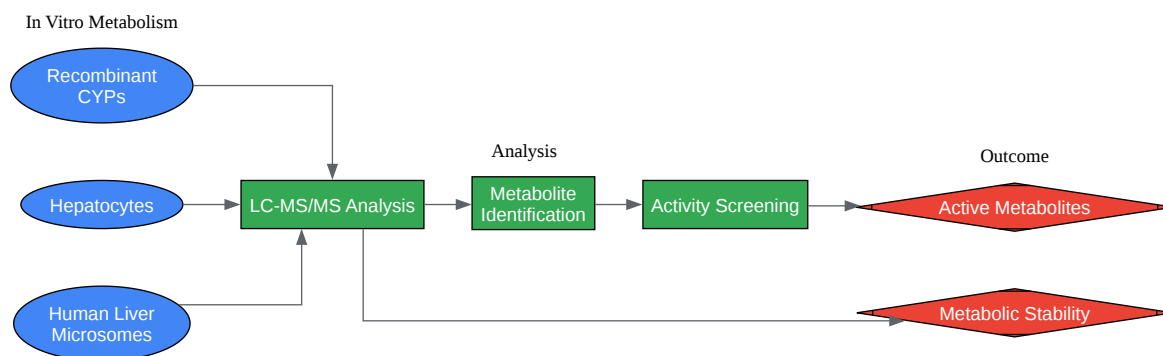 In Vitro Metabolism
Recombinant
CYPs
Analysis
Outcome
Hepatocytes
LC-MS/MS Analysis
Metabolite
Identification
Activity Screening
Active Metabolites
Human Liver
Microsomes
Metabolic Stability